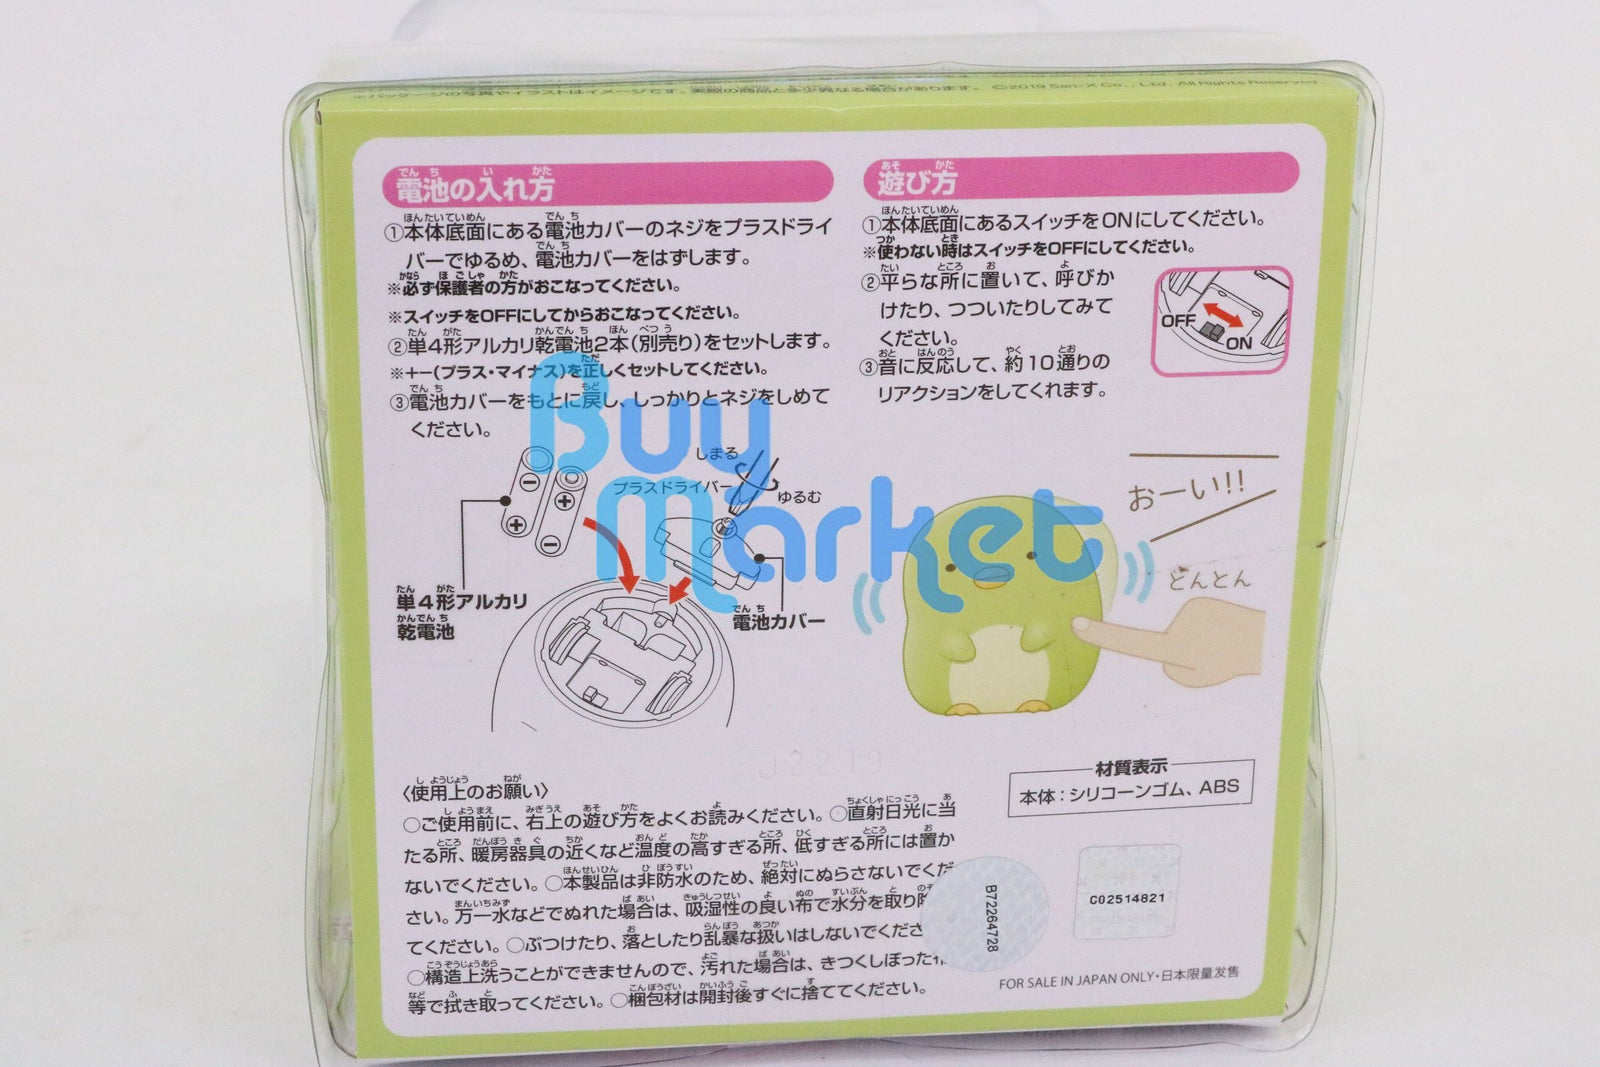 ※パッケージの写真やイラストはイメージです。実際の商品と多少異なる場合があります。 ©2019 San-X Co., Ltd. All Rights Reserved
電池の入れ方
①本体底面にある電池カバーのネジをプラスドライ
バーでゆるめ、電池カバーをはずします。
※必ず保護者の方がおこなってください。
※スイッチをOFFにしてからおこなってください。
②単4形アルカリ乾電池2本(別売り)をセットします。
※+−(プラス・マイナス)を正しくセットしてください。
③電池カバーをもとに戻し、しっかりとネジをしめて
ください。
しまる
プラスドライバー
ゆるむ
単4形アルカリ
乾電池
電池カバー
遊び方
①本体底面にあるスイッチをONにしてください。
※使わない時はスイッチをOFFにしてください。
②平らな所に置いて、呼びか
けたり、つついたりしてみて
ください。
③音に反応して、約10通りの
リアクションをしてくれます。
OFF
ON
おーい!!
とんとん
Buy
Market
J2219
〈使用上のお願い〉
○ご使用前に、右上の遊び方をよくお読みください。○直射日光に当
たる所、暖房器具の近くなど温度の高すぎる所、低すぎる所には置か
ないでください。○本製品は非防水のため、絶対にぬらさないでくだ
さい。万一水などでぬれた場合は、吸湿性の良い布で水分を取り除
てください。○ぶつけたり、落としたり乱暴な扱いはしないでくださ
○構造上洗うことができませんので、汚れた場合は、きつくしぼった
等で拭き取ってください。○梱包材は開封後すぐに捨ててください。
材質表示
本体:シリコーンゴム、ABS
B72264728
C02514821
FOR SALE IN JAPAN ONLY・日本限量发售